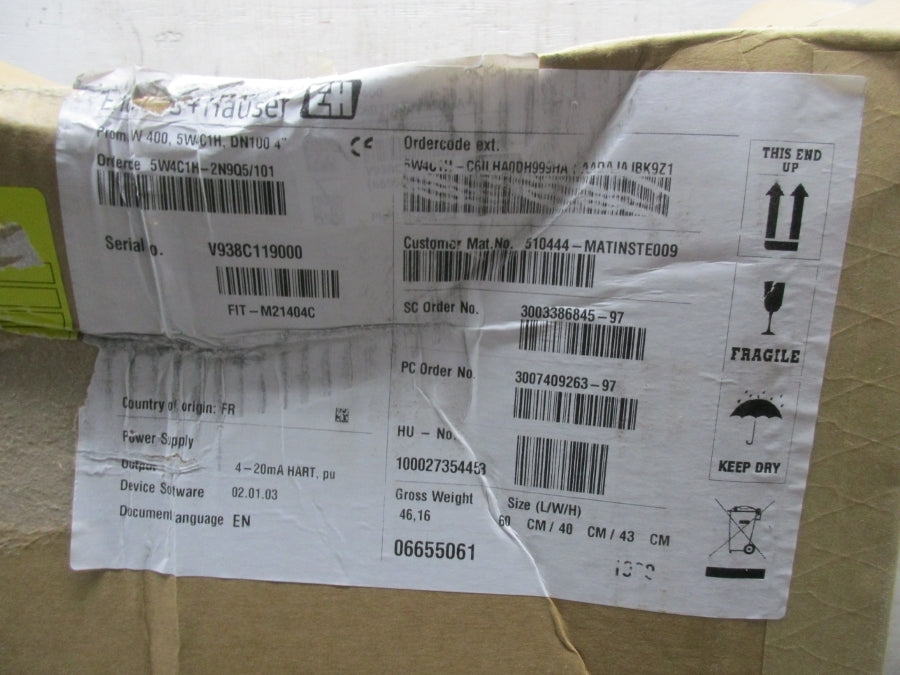 Hauser
Prom. W 400, 5W4C1H, DN100 4"
5W4C1H-2N9Q5/101
V938C119000
FIT-M21404C
Country of origin: FR
Power Supply
Output
4-20mA HART, pu
Device Software 02.01.03
Document language EN
Ordercode ext.
Customer Mat.No. 510444-MATINSTE009
SC Order No. 3003386845-97
PC Order No. 3007409263-97
HU - No.
10002735445
Gross Weight
46,16
Size (L/W/H)
60 CM / 40 CM / 43 CM
06655061
THIS END
UP
FRAGILE
KEEP DRY